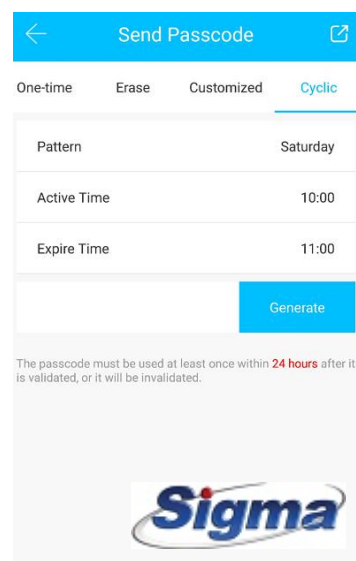 Send Passcode
One-time Erase Customized Cyclic
Pattern Saturday
Active Time 10:00
Expire Time 11:00
Generate
The passcode must be used at least once within 24 hours after it
is validated, or it will be invalidated.
Sigma